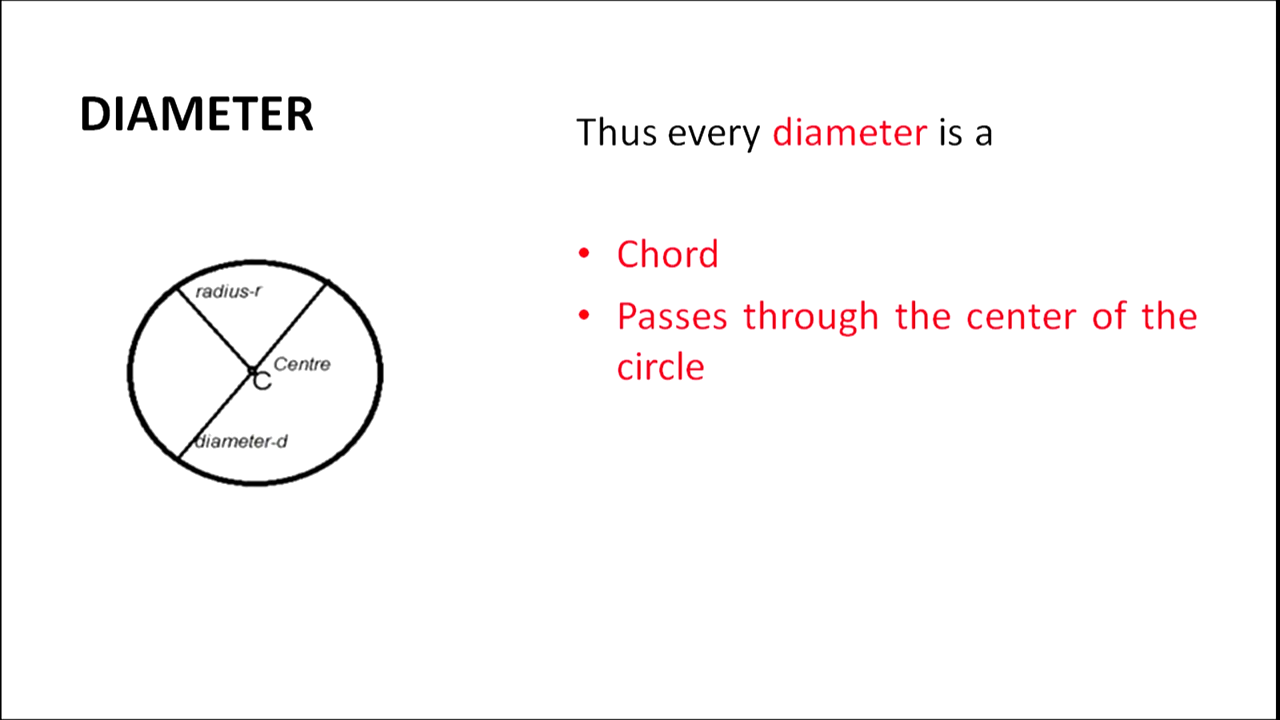 DIAMETER
Thus every diameter is a
• Chord
• Passes through the center of the
circle
radius-r
Centre
C
diameter-d